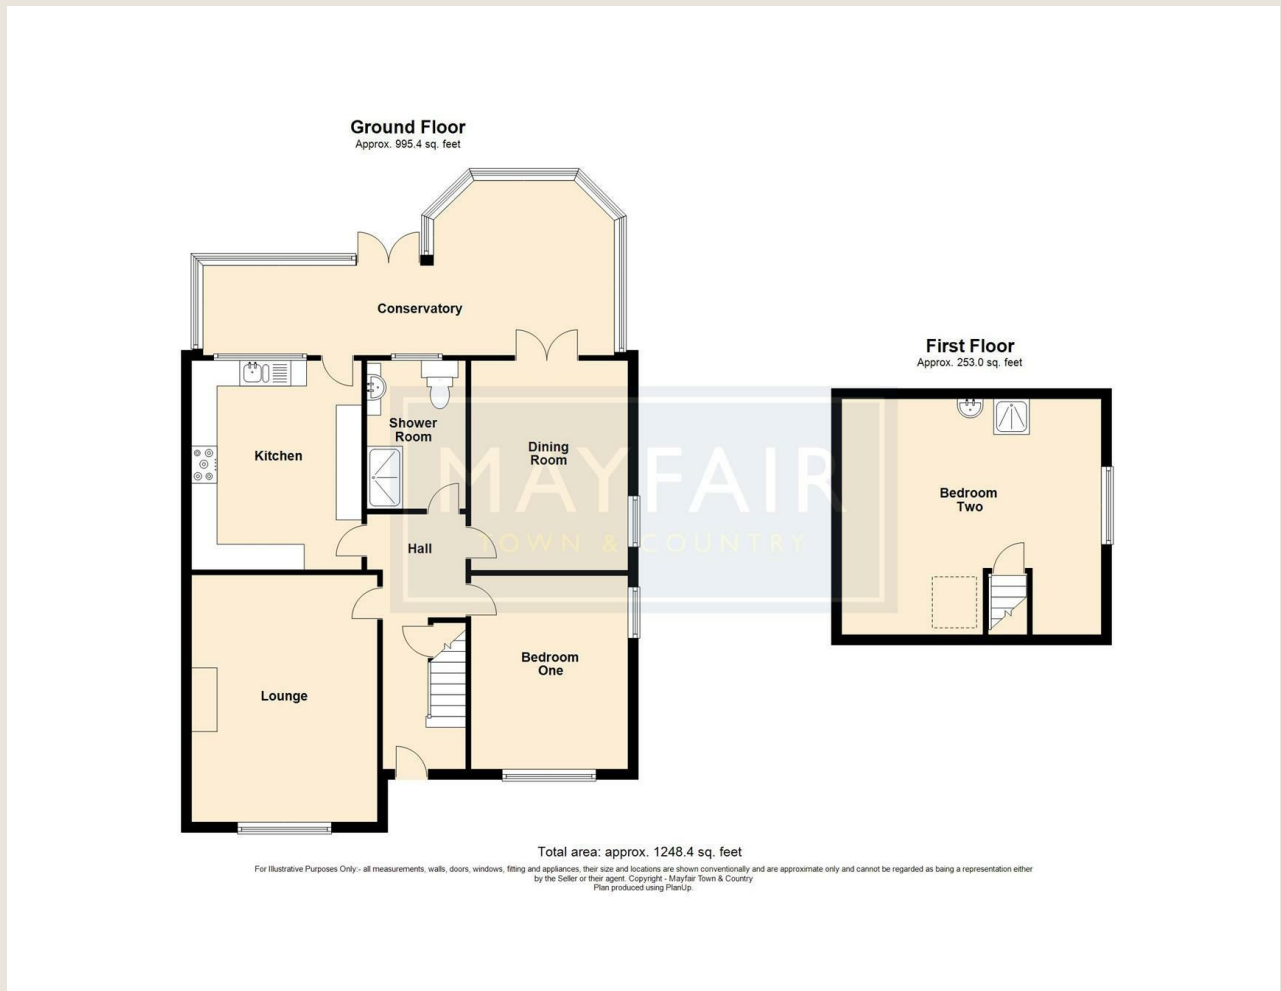 Ground Floor
Approx. 995.4 sq. feet
Conservatory
Kitchen
Shower
Room
Dining
Room
Hall
Lounge
Bedroom
One
First Floor
Approx. 253.0 sq. feet
Bedroom
Two
MAYFAIR
TOWN & COUNTRY
Total area: approx. 1248.4 sq. feet
For Illustrative Purposes Only:- all measurements, walls, doors, windows, fitting and appliances, their size and locations are shown conventionally and are approximate only and cannot be regarded as being a representation either
by the Seller or their agent. Copyright - Mayfair Town & Country
Plan produced using PlanUp.